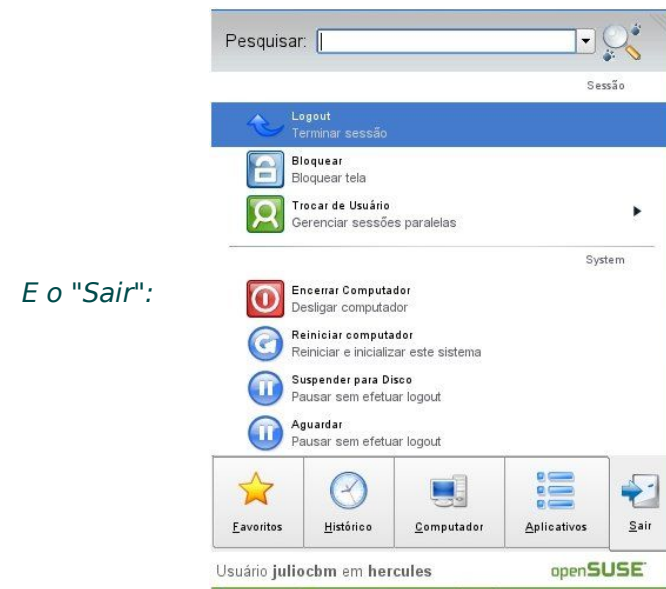 E o "Sair":
Pesquisar:
Sessão
Logout
Terminar sessão
Bloquear
Bloquear tela
Trocar de Usuário
Gerenciar sessões paralelas
System
Encerrar Computador
Desligar computador
Reiniciar computador
Reiniciar e inicializar este sistema
Suspender para Disco
Pausar sem efetuar logout
Aguardar
Pausar sem efetuar logout
Favoritos Histórico Computador Aplicativos Sair
Usuário juliocbm em hercules openSUSE